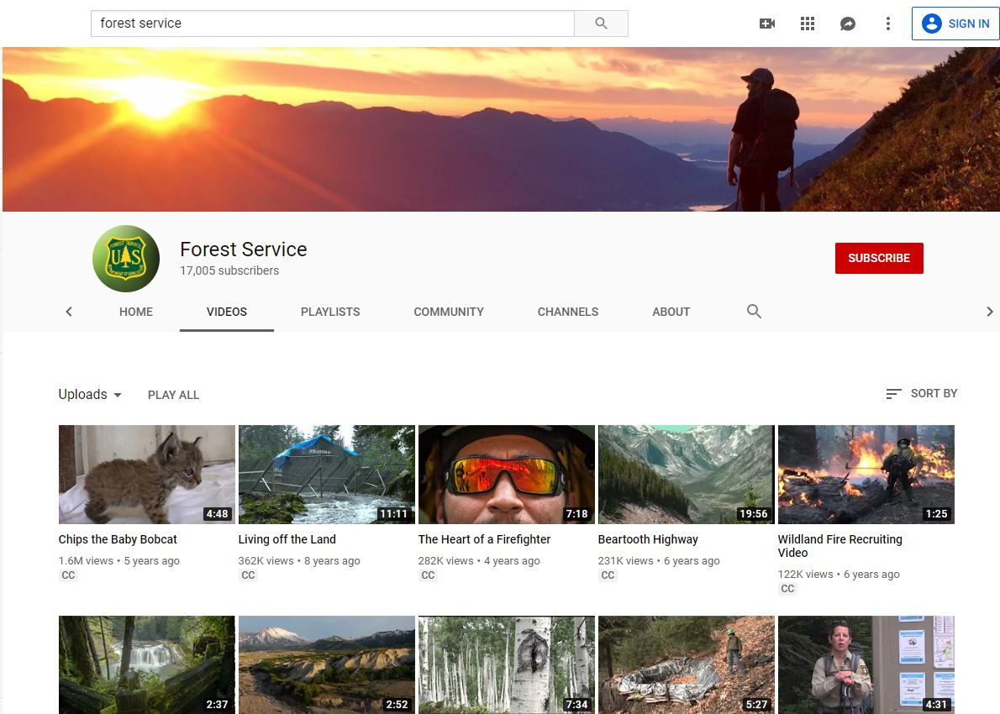 forest service
SIGN IN
FOREST SERVICE
U S
DEPARTMENT OF AGRICULTURE
Forest Service
17,005 subscribers
SUBSCRIBE
HOME
VIDEOS
PLAYLISTS
COMMUNITY
CHANNELS
ABOUT
Uploads
PLAY ALL
SORT BY
4:48
11:11
7:18
19:56
1:25
Chips the Baby Bobcat
1.6M views • 5 years ago
CC
Living off the Land
362K views • 8 years ago
CC
The Heart of a Firefighter
282K views • 4 years ago
CC
Beartooth Highway
231K views • 6 years ago
CC
Wildland Fire Recruiting
Video
122K views • 6 years ago
CC
2:37
2:52
7:34
5:27
4:31